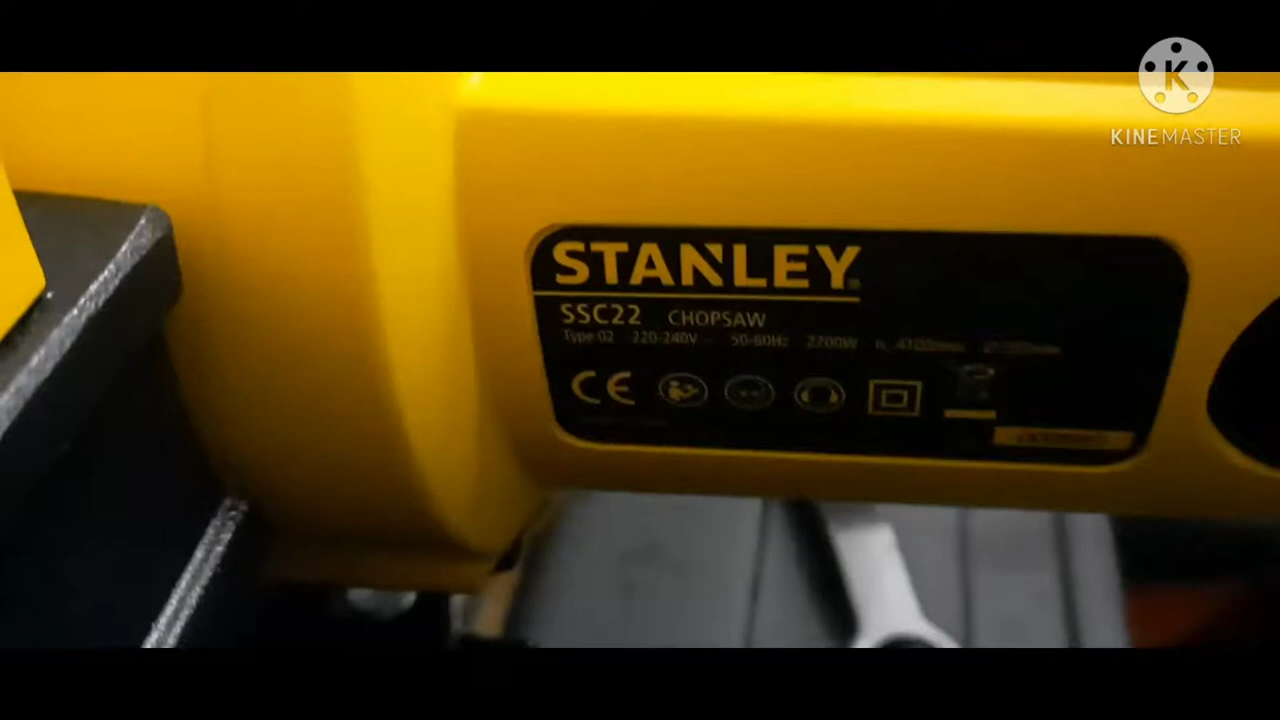 KINEMASTER
STANLEY
SSC22 CHOPSAW
Type 02 220-240V 50-60Hz 2200W
CE